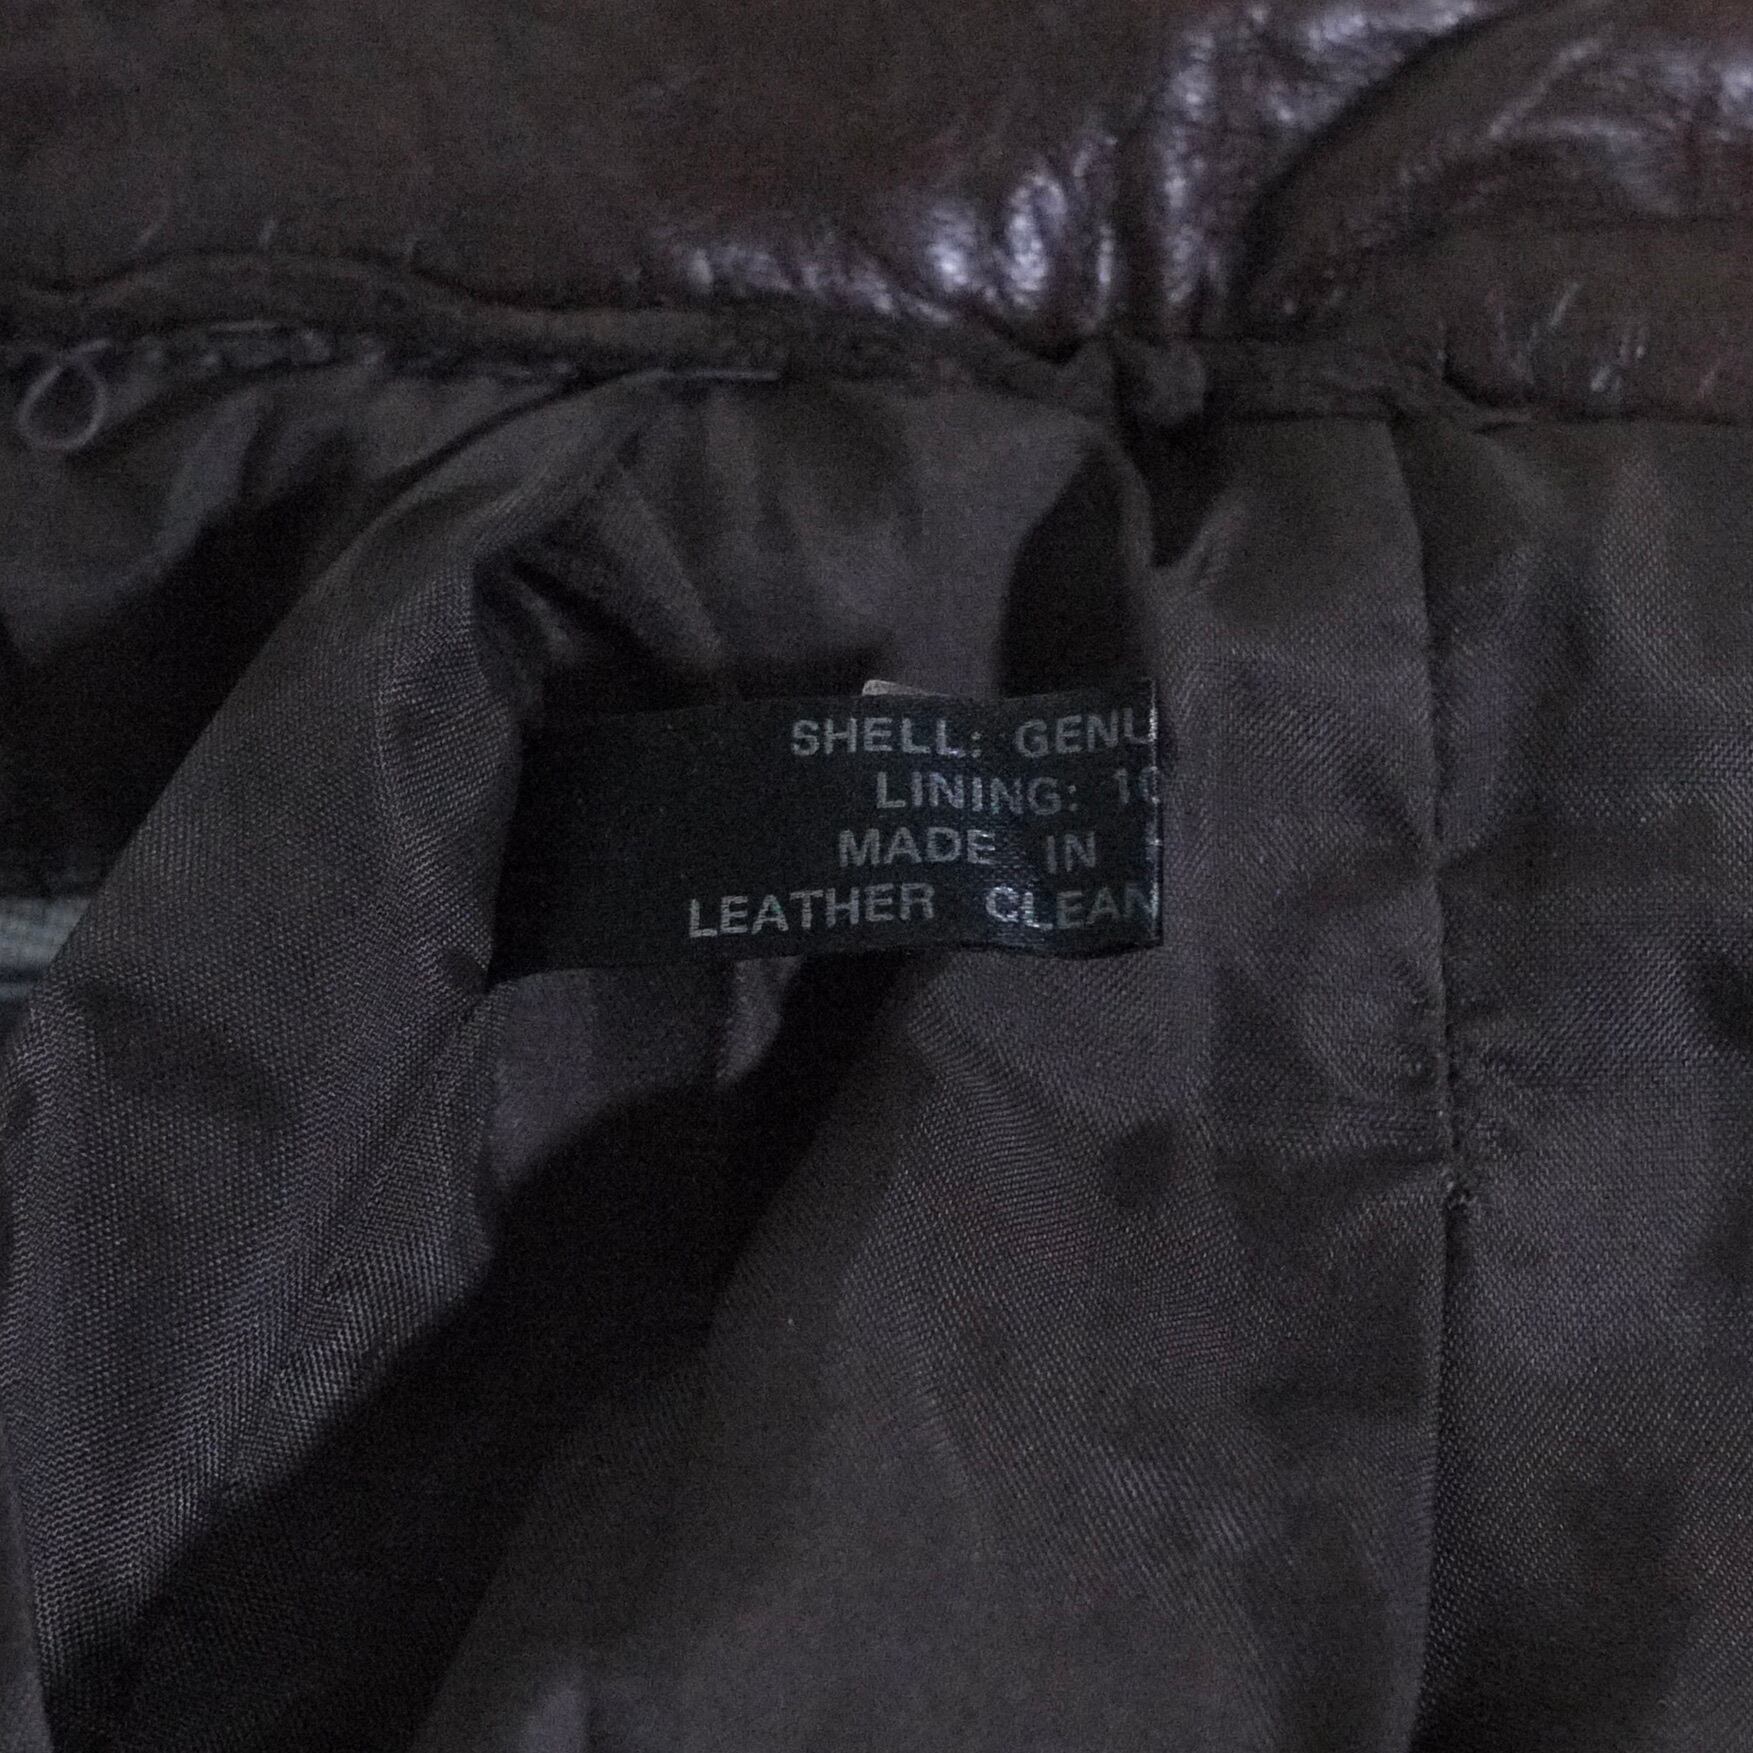 SHELL: GENU
LINING: 10
MADE IN
LEATHER CLEAN